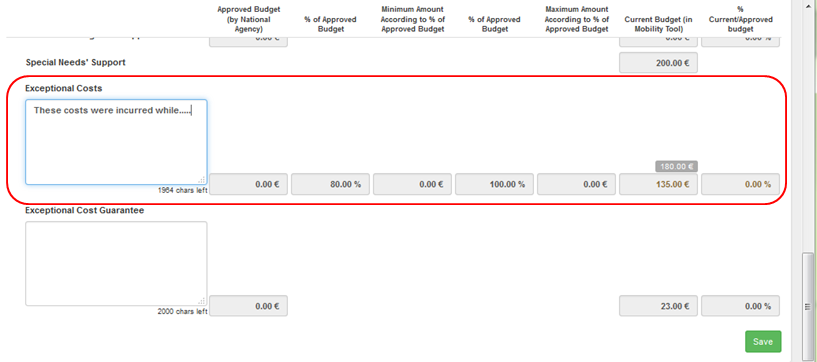 Approved Budget (by National Agency)
% of Approved Budget
Minimum Amount According to % of Approved Budget
% of Approved Budget
Maximum Amount According to % of Approved Budget
Current Budget (in Mobility Tool)
% Current/Approved budget
Special Needs' Support
200.00 €
Exceptional Costs
These costs were incurred while.....
180.00 €
1964 chars left
0.00 €
80.00 %
0.00 €
100.00 %
0.00 €
135.00 €
0.00 %
Exceptional Cost Guarantee
2000 chars left
0.00 €
23.00 €
0.00 %
Save